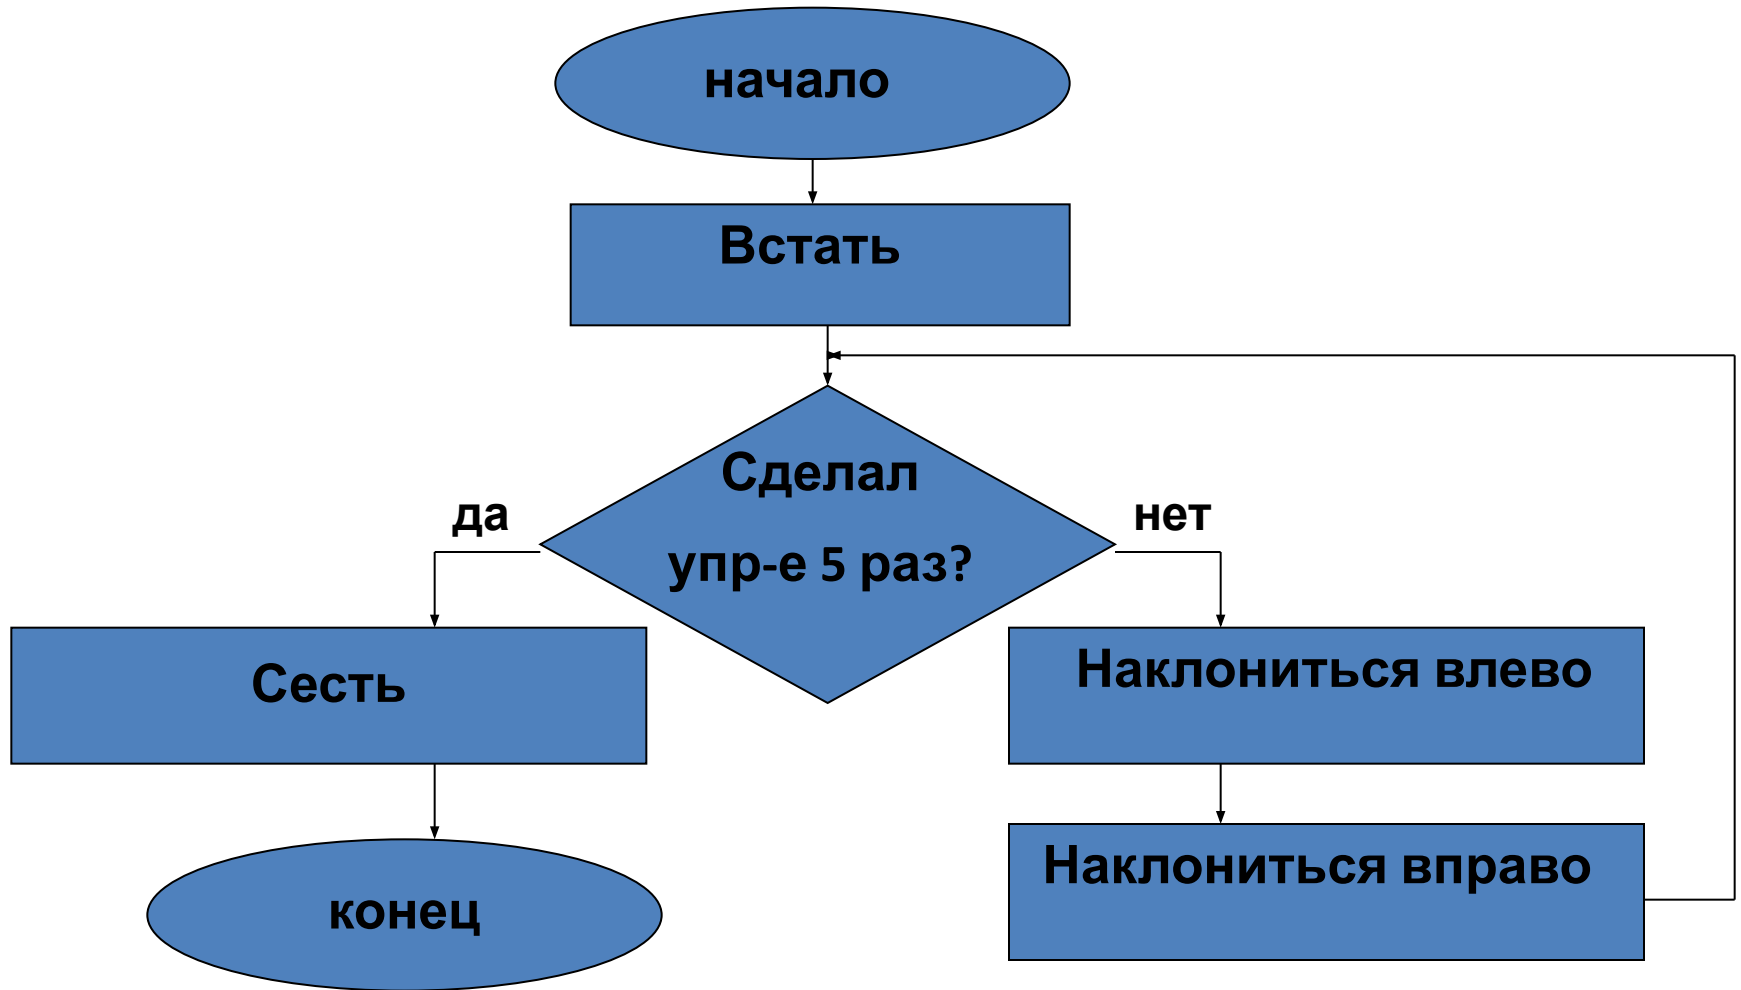 начало
Встать
Сделал
упр-е 5 раз?
да
нет
Сесть
Наклониться влево
Наклониться вправо
конец